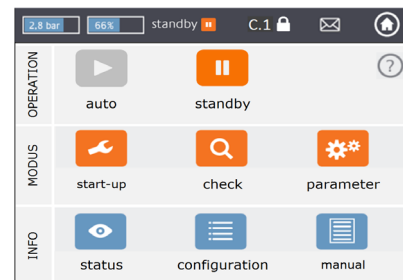 2,8 bar 66% standby C.1
OPERATION
auto standby
?
MODUS
start-up check parameter
INFO
status configuration manual